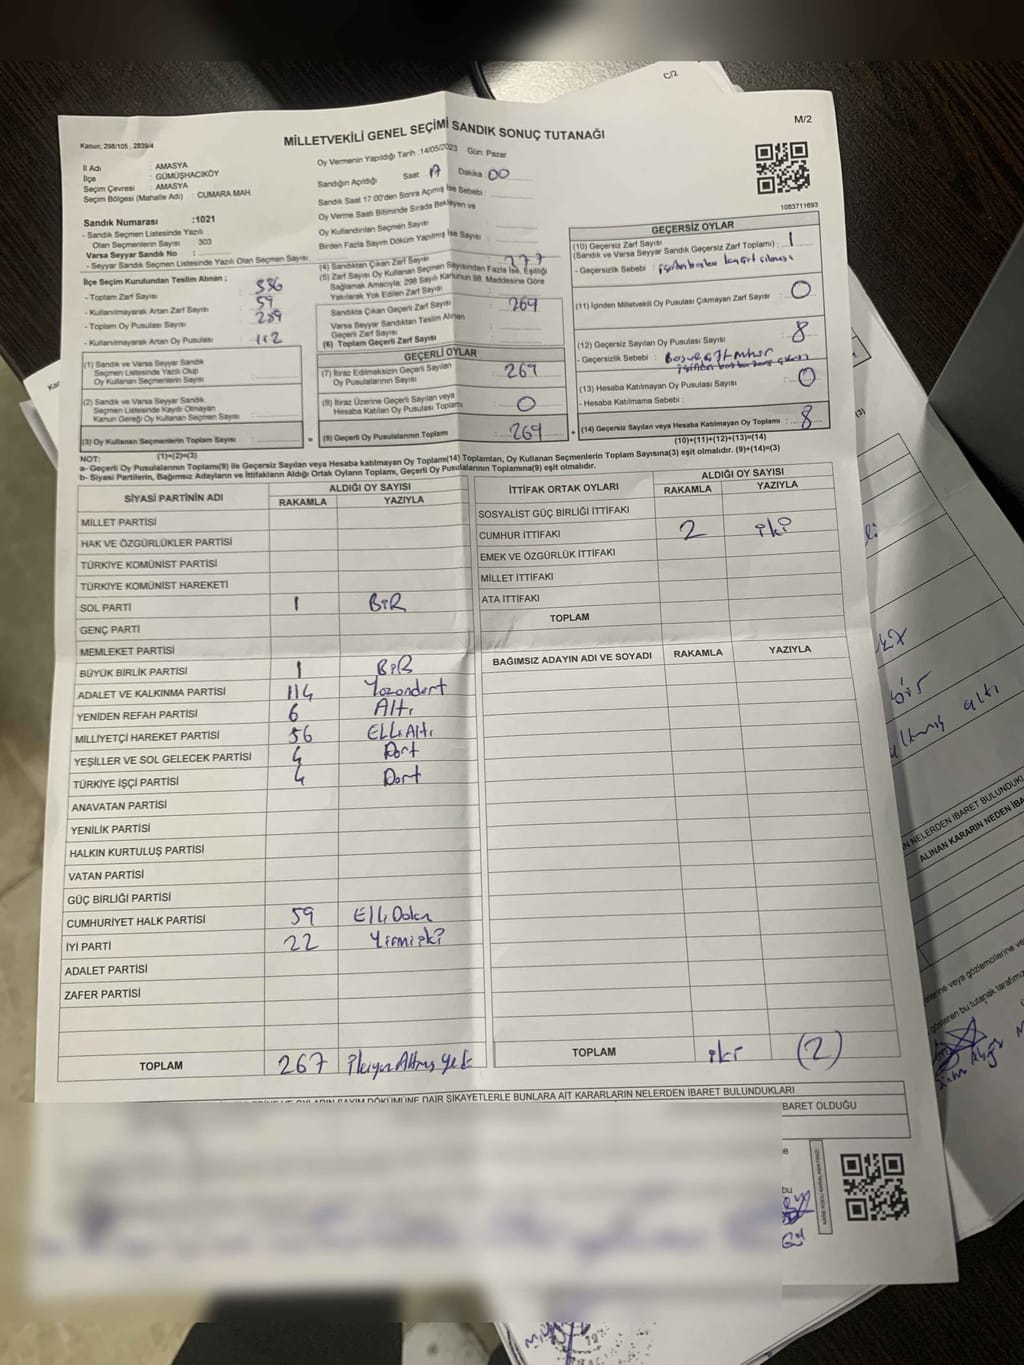 C/2
M/2
Kanun: 298/105, 2839/4
MİLLETVEKİLİ GENEL SEÇİMİ SANDIK SONUÇ TUTANAĞI
İl Adı : AMASYA
İlçe : GÜMÜŞHACIKÖY
Seçim Çevresi : AMASYA
Seçim Bölgesi (Mahalle Adı) : CUMARA MAH
Sandık Numarası :1021
- Sandık Seçmen Listesinde Yazılı
Olan Seçmenlerin Sayısı : 303
Varsa Seyyar Sandık No :
- Seyyar Sandık Seçmen Listesinde Yazılı Olan Seçmen Sayısı
İlçe Seçim Kurulundan Teslim Alınan ;
- Toplam Zarf Sayısı : 336
- Kullanılmayarak Artan Zarf Sayısı : 59
- Toplam Oy Pusulası Sayısı : 289
- Kullanılmayarak Artan Oy Pusulası : 112
(1) Sandık ve Varsa Seyyar Sandık
Seçmen Listesinde Yazılı Olup
Oy Kullanan Seçmenlerin Sayısı
(2) Sandık ve Varsa Seyyar Sandık
Seçmen Listesinde Kayıtlı Olmayan
Kanun Gereği Oy Kullanan Seçmen Sayısı
(3) Oy Kullanan Seçmenlerin Toplam Sayısı :
(1)+(2)=(3)
Oy Vermenin Yapıldığı Tarih : 14/05/2023 Gün: Pazar
Sandığın Açıldığı Saat : Dakika : 00
Sandık Saat 17:00'den Sonra Açılmış İse Sebebi :
Oy Verme Saati Bitiminde Sırada Bekleyen ve
Oy Kullandırılan Seçmen Sayısı
Birden Fazla Sayım Döküm Yapılmış İse Sayısı :
(4) Sandıktan Çıkan Zarf Sayısı : 277
(5) Zarf Sayısı Oy Kullanan Seçmen Sayısından Fazla İse, Eşitliği
Sağlamak Amacıyla, 298 Sayılı Kanunun 98. Maddesine Göre
Yakılarak Yok Edilen Zarf Sayısı
Sandıkta Çıkan Geçerli Zarf Sayısı : 269
Varsa Seyyar Sandıktan Teslim Alınan
Geçerli Zarf Sayısı
(6) Toplam Geçerli Zarf Sayısı
GEÇERLİ OYLAR
(7) İtiraz Edilmeksizin Geçerli Sayılan
Oy Pusulalarının Sayısı : 269
(8) İtiraz Üzerine Geçerli Sayılan veya
Hesaba Katılan Oy Pusulası Toplamı : 0
= (9) Geçerli Oy Pusulalarının Toplamı : 269
1083711693
GEÇERSİZ OYLAR
(10) Geçersiz Zarf Sayısı
(Sandık ve Varsa Seyyar Sandık Geçersiz Zarf Toplamı) : 1
- Geçersizlik Sebebi :
(11) İçinden Milletvekili Oy Pusulası Çıkmayan Zarf Sayısı : 0
(12) Geçersiz Sayılan Oy Pusulası Sayısı : 8
- Geçersizlik Sebebi :
(13) Hesaba Katılmayan Oy Pusulası Sayısı : 0
- Hesaba Katılmama Sebebi :
+ (14) Geçersiz Sayılan veya Hesaba Katılmayan Oy Toplamı : 8
(10)+(11)+(12)+(13)=(14)
NOT:
a- Geçerli Oy Pusulalarının Toplamı(9) ile Geçersiz Sayılan veya Hesaba katılmayan Oy Pusulalarının Toplamı(14) Toplamları, Oy Kullanan Seçmenlerin Toplam Sayısına(3) eşit olmalıdır. (9)+(14)=(3)
b- Siyasi Partilerin, Bağımsız Adayların ve İttifakların Aldığı Ortak Oyların Toplamı, Geçerli Oy Pusulalarının Toplamına(9) eşit olmalıdır.
SİYASİ PARTİNİN ADI ALDIĞI OY SAYISI
RAKAMLA YAZIYLA
MİLLET PARTİSİ
HAK VE ÖZGÜRLÜKLER PARTİSİ
TÜRKİYE KOMÜNİST PARTİSİ
TÜRKİYE KOMÜNİST HAREKETİ
SOL PARTİ 1 BİR
GENÇ PARTİ
MEMLEKET PARTİSİ
BÜYÜK BİRLİK PARTİSİ 1 BİR
ADALET VE KALKINMA PARTİSİ 114 Yozondort
YENİDEN REFAH PARTİSİ 6 Altı
MİLLİYETÇİ HAREKET PARTİSİ 56 Elli Altı
YEŞİLLER VE SOL GELECEK PARTİSİ 4 Dort
TÜRKİYE İŞÇİ PARTİSİ 4 Dort
ANAVATAN PARTİSİ
YENİLİK PARTİSİ
HALKIN KURTULUŞ PARTİSİ
VATAN PARTİSİ
GÜÇ BİRLİĞİ PARTİSİ
CUMHURİYET HALK PARTİSİ 59 Elli Dokuz
İYİ PARTİ 22 Yirmi iki
ADALET PARTİSİ
ZAFER PARTİSİ
TOPLAM 267
İTTİFAK ORTAK OYLARI ALDIĞI OY SAYISI
RAKAMLA YAZIYLA
SOSYALİST GÜÇ BİRLİĞİ İTTİFAKI
CUMHUR İTTİFAKI 2 iki
EMEK VE ÖZGÜRLÜK İTTİFAKI
MİLLET İTTİFAKI
ATA İTTİFAKI
TOPLAM
BAĞIMSIZ ADAYIN ADI VE SOYADI RAKAMLA YAZIYLA
TOPLAM iki (2)
SAYIM DÖKÜMÜNE DAİR ŞİKAYETLERLE BUNLARA AİT KARARLARIN NELERDEN İBARET BULUNDUKLARI
İBARET OLDUĞU
(3)
altı
NELERDEN İBARET BULUNDUKL
ALINAN KARARIN NEDEN İBA